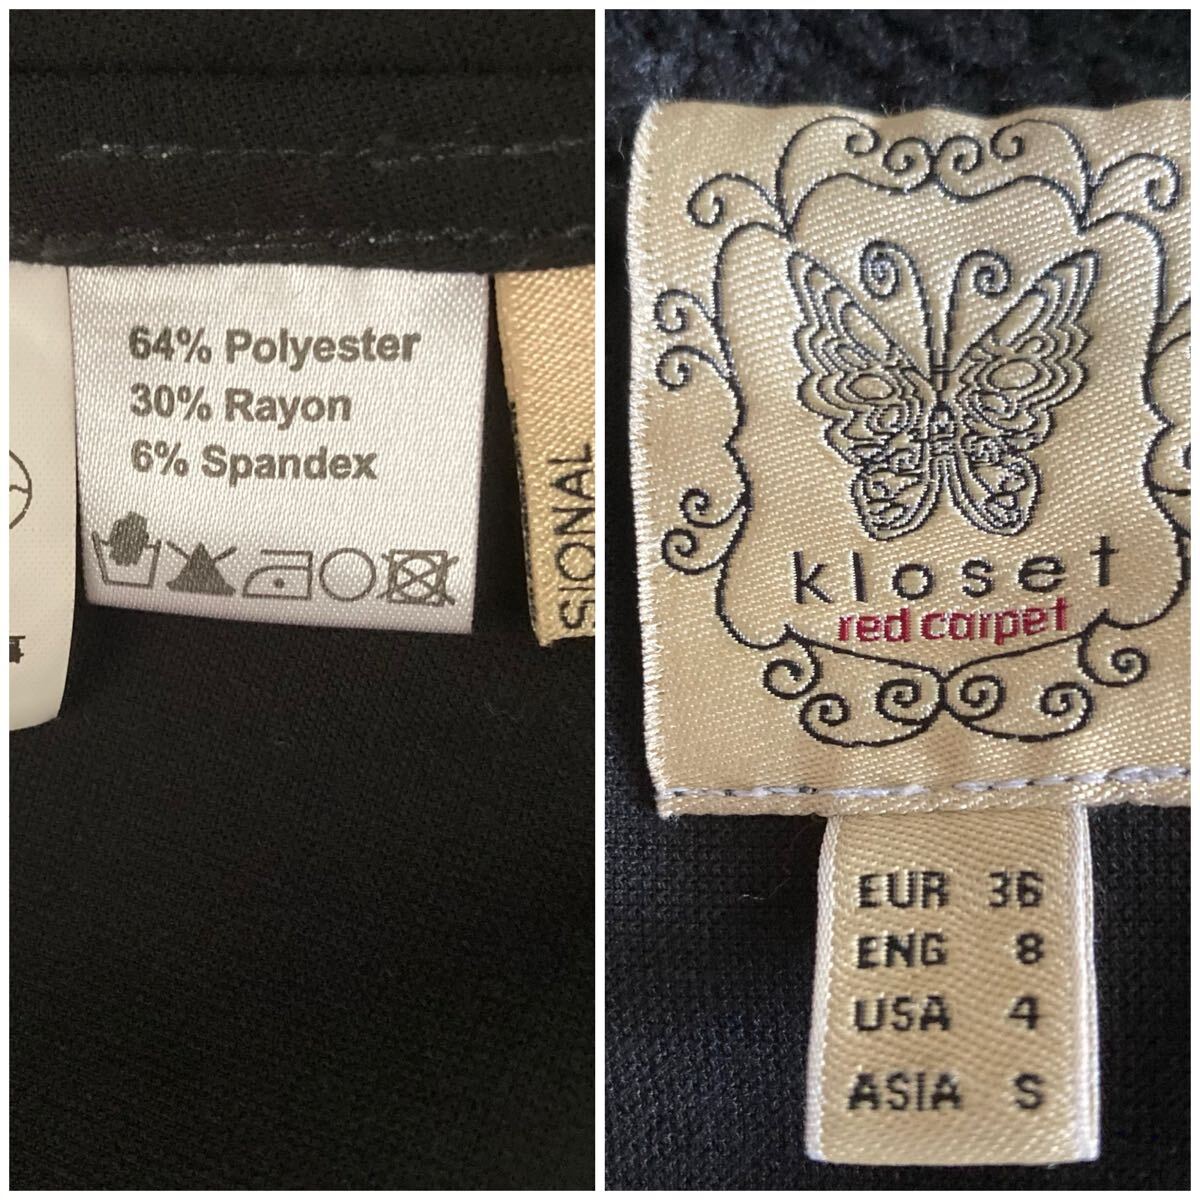 64% Polyester
30% Rayon
6% Spandex
SIONAL
kloset
red carpet
EUR 36
ENG 8
USA 4
ASIA S